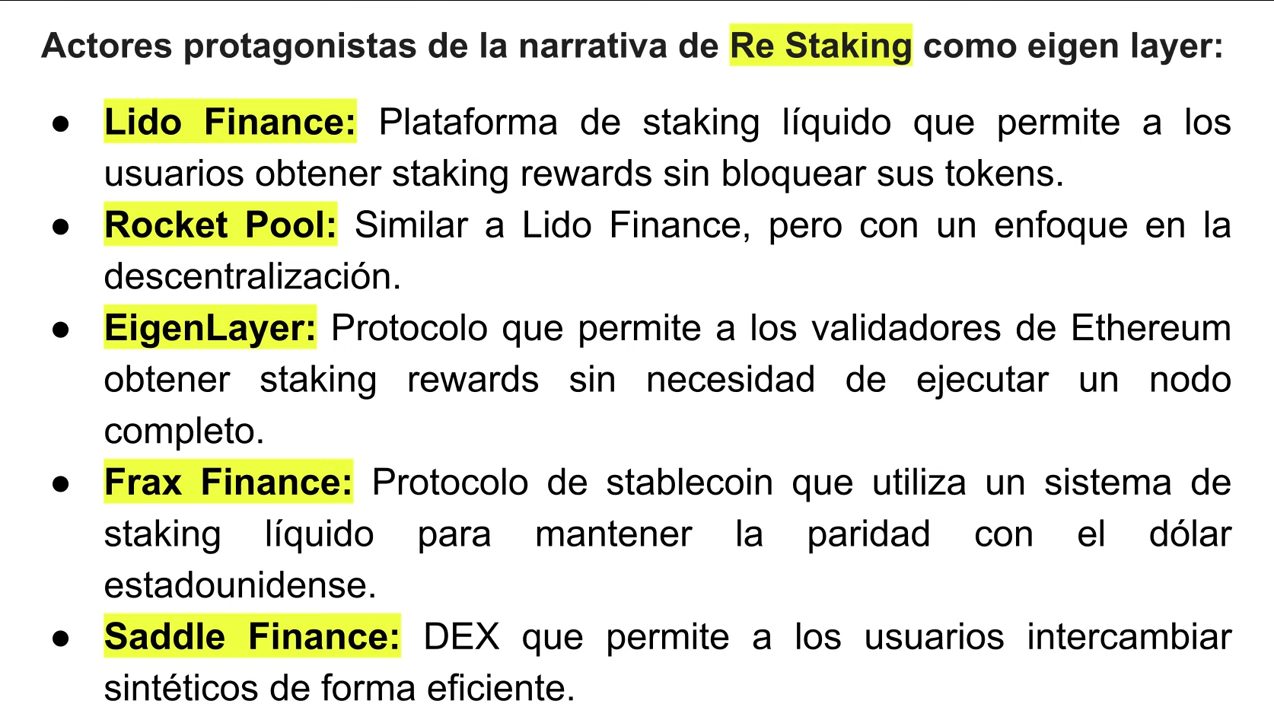 Actores protagonistas de la narrativa de Re Staking como eigen layer:
● Lido Finance: Plataforma de staking líquido que permite a los
usuarios obtener staking rewards sin bloquear sus tokens.
● Rocket Pool: Similar a Lido Finance, pero con un enfoque en la
descentralización.
● EigenLayer: Protocolo que permite a los validadores de Ethereum
obtener staking rewards sin necesidad de ejecutar un nodo
completo.
● Frax Finance: Protocolo de stablecoin que utiliza un sistema de
staking líquido para mantener la paridad con el dólar
estadounidense.
● Saddle Finance: DEX que permite a los usuarios intercambiar
sintéticos de forma eficiente.